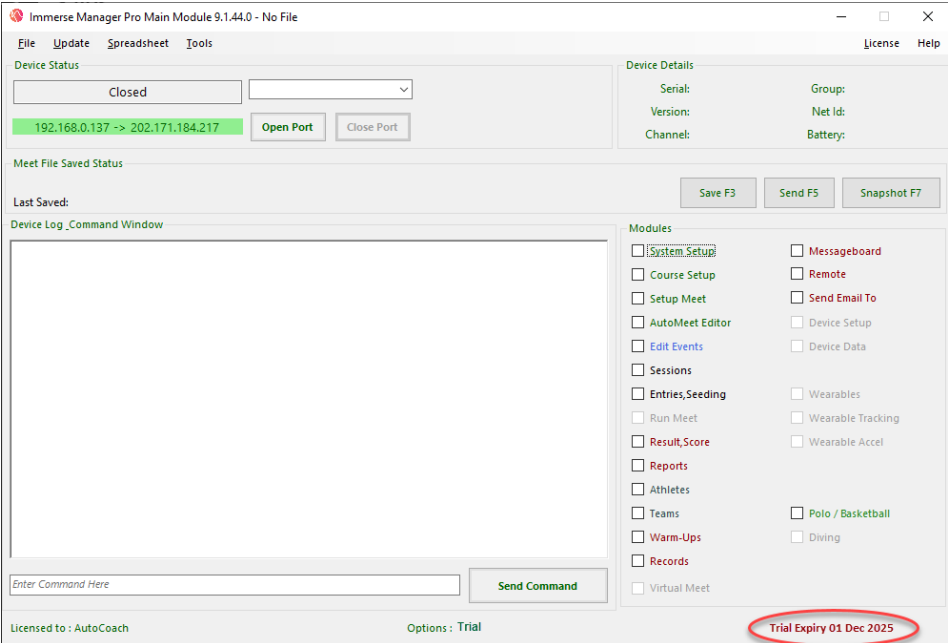 Immerse Manager Pro Main Module 9.1.44.0 - No File
File Update Spreadsheet Tools License Help
Device Status
Closed
192.168.0.137 -> 202.171.184.217
Open Port
Close Port
Device Details
Serial: Group:
Version: Net Id:
Channel: Battery:
Meet File Saved Status
Last Saved:
Save F3
Send F5
Snapshot F7
Device Log _Command Window
Enter Command Here
Send Command
Modules
System Setup Messageboard
Course Setup Remote
Setup Meet Send Email To
AutoMeet Editor Device Setup
Edit Events Device Data
Sessions
Entries,Seeding Wearables
Run Meet Wearable Tracking
Result,Score Wearable Accel
Reports
Athletes
Teams Polo / Basketball
Warm-Ups Diving
Records
Virtual Meet
Licensed to : AutoCoach Options : Trial Trial Expiry 01 Dec 2025